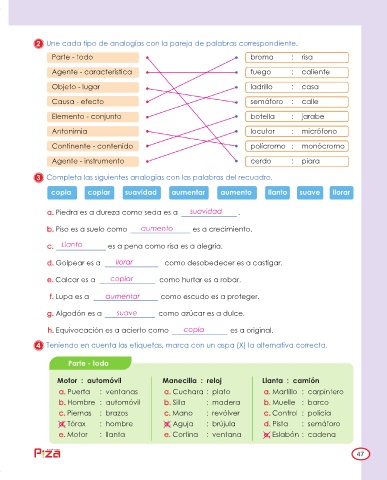 2 Une cada tipo de analogías con la pareja de palabras correspondiente.
Parte - todo broma : risa
Agente - característica fuego : caliente
Objeto - lugar ladrillo : casa
Causa - efecto semáforo : calle
Elemento - conjunto botella : jarabe
Antonimia locutor : micrófono
Continente - contenido polícromo : monócromo
Agente - instrumento cerdo : piara
3 Completa las siguientes analogías con las palabras del recuadro.
copia copiar suavidad aumentar aumento llanto suave llorar
a. Piedra es a dureza como seda es a suavidad.
b. Piso es a suelo como aumento es a crecimiento.
c. Llanto es a pena como risa es a alegría.
d. Golpear es a llorar como desobedecer es a castigar.
e. Calcar es a copiar como hurtar es a robar.
f. Lupa es a aumentar como escudo es a proteger.
g. Algodón es a suave como azúcar es a dulce.
h. Equivocación es a acierto como copia es a original.
4 Teniendo en cuenta las etiquetas, marca con un aspa (X) la alternativa correcta.
Parte - todo
Motor : automóvil Manecilla : reloj Llanta : camión
a. Puerta : ventanas a. Cuchara : plato a. Martillo : carpintero
b. Hombre : automóvil b. Silla : madera b. Muelle : barco
c. Piernas : brazos c. Mano : revólver c. Control : policía
d. Tórax : hombre d. Aguja : brújula d. Pista : semáforo
e. Motor : llanta e. Cortina : ventana e. Eslabón : cadena
47